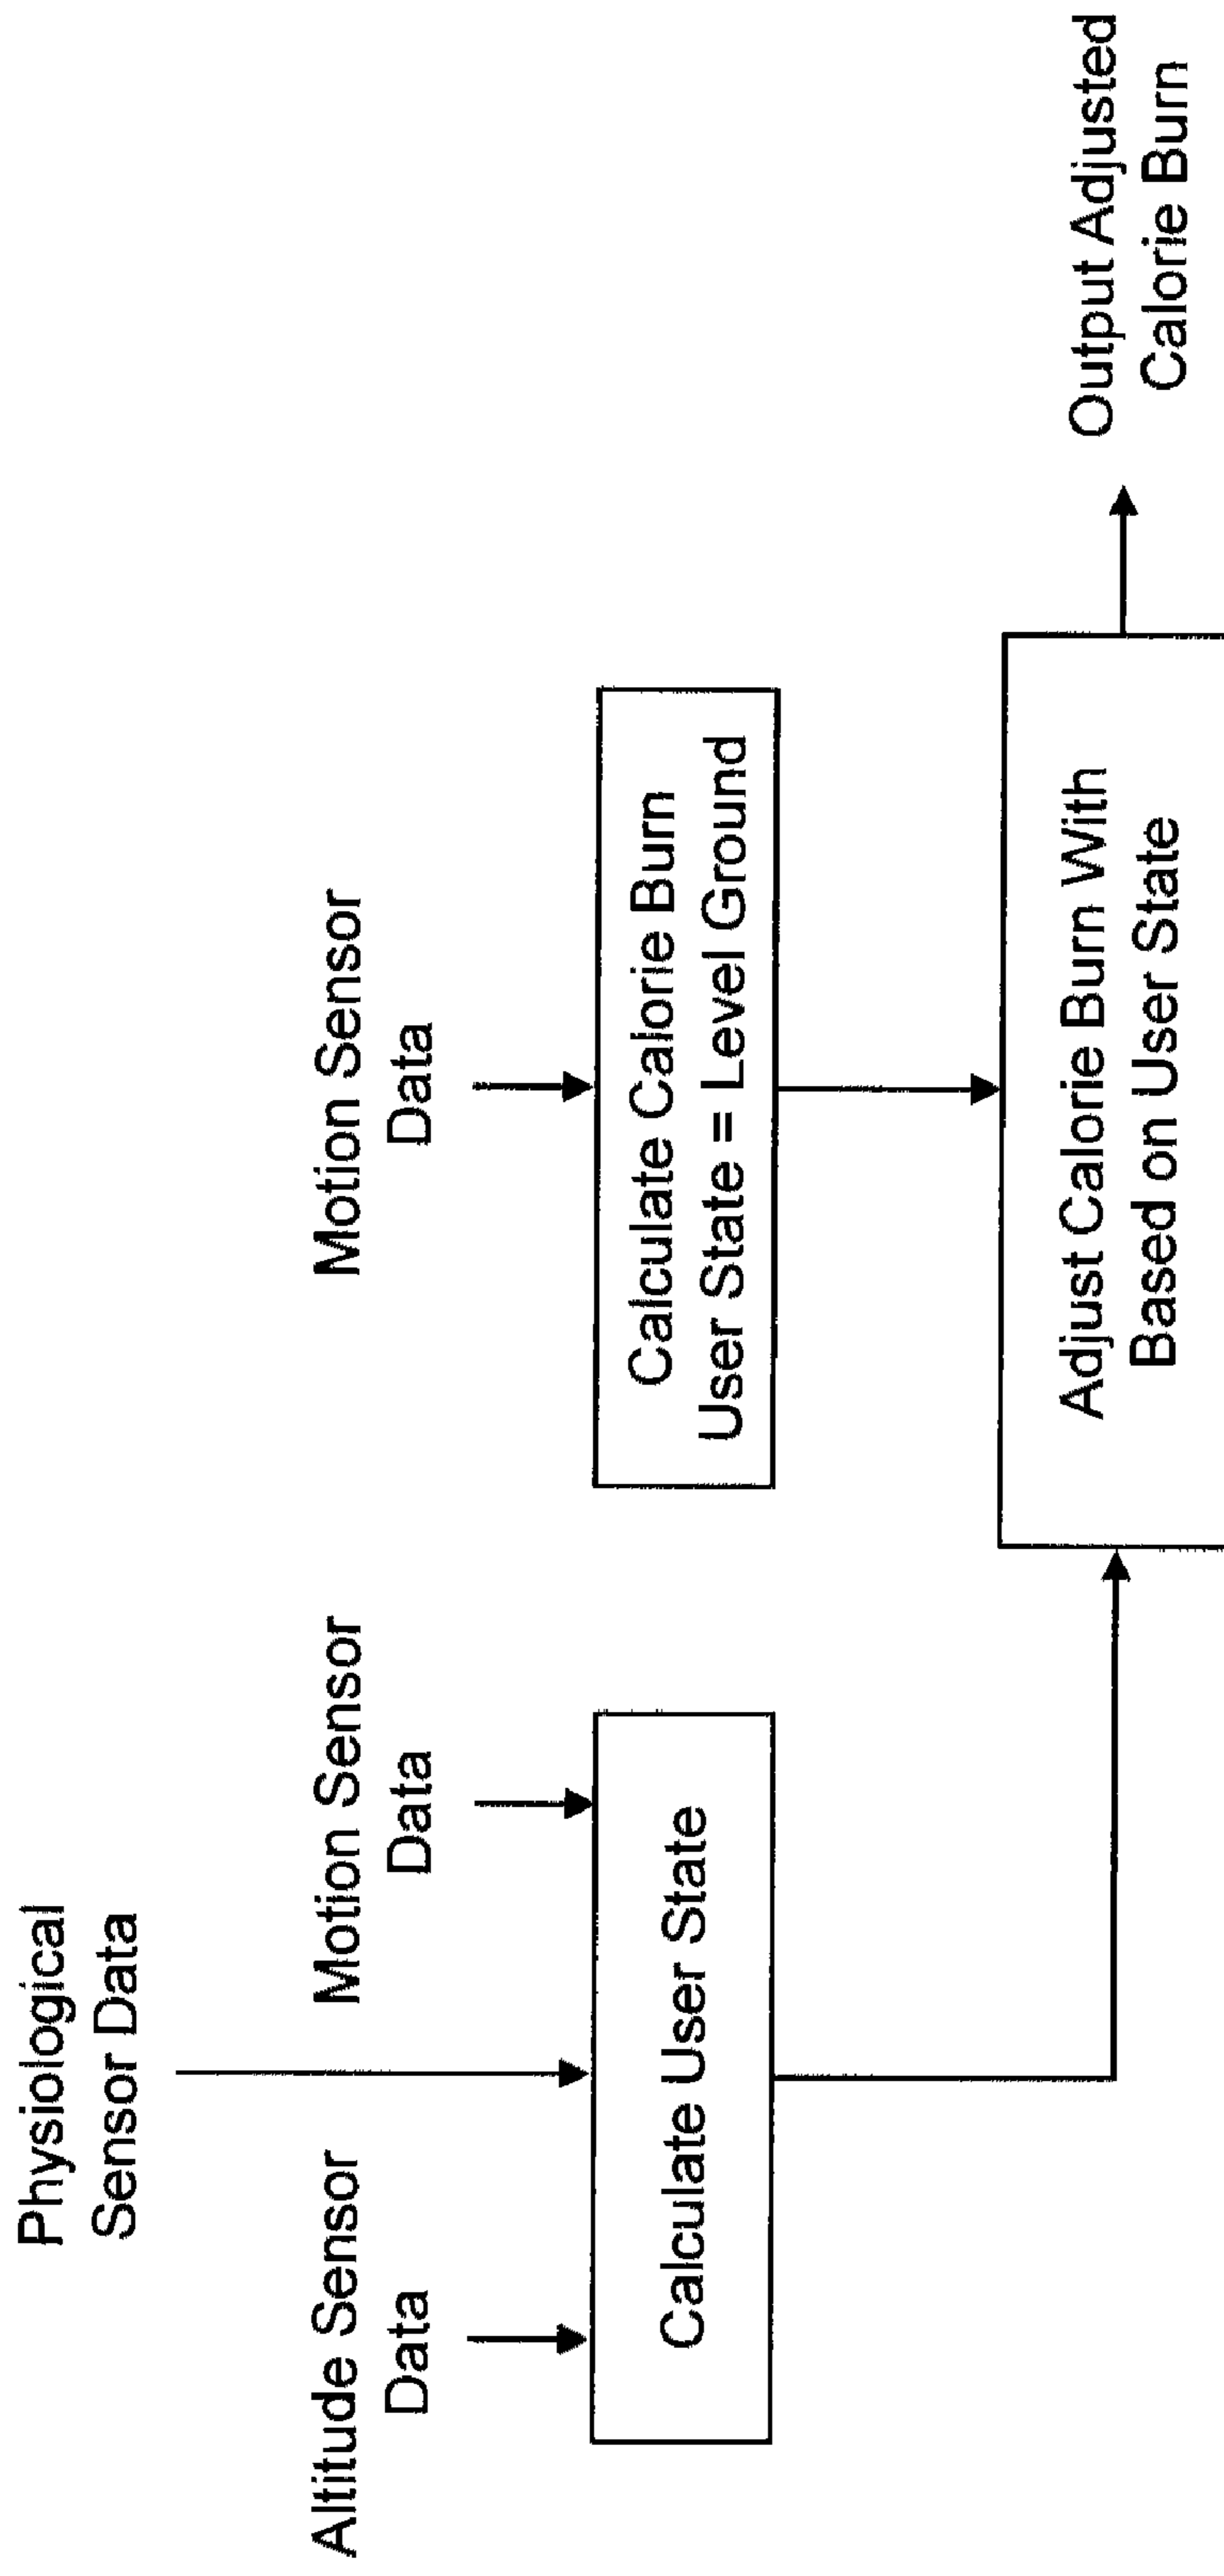 Physiological
Sensor Data
Altitude Sensor
Data
Motion Sensor
Data
Motion Sensor
Data
Calculate User State
Calculate Calorie Burn
User State = Level Ground
Adjust Calorie Burn With
Based on User State
Output Adjusted
Calorie Burn